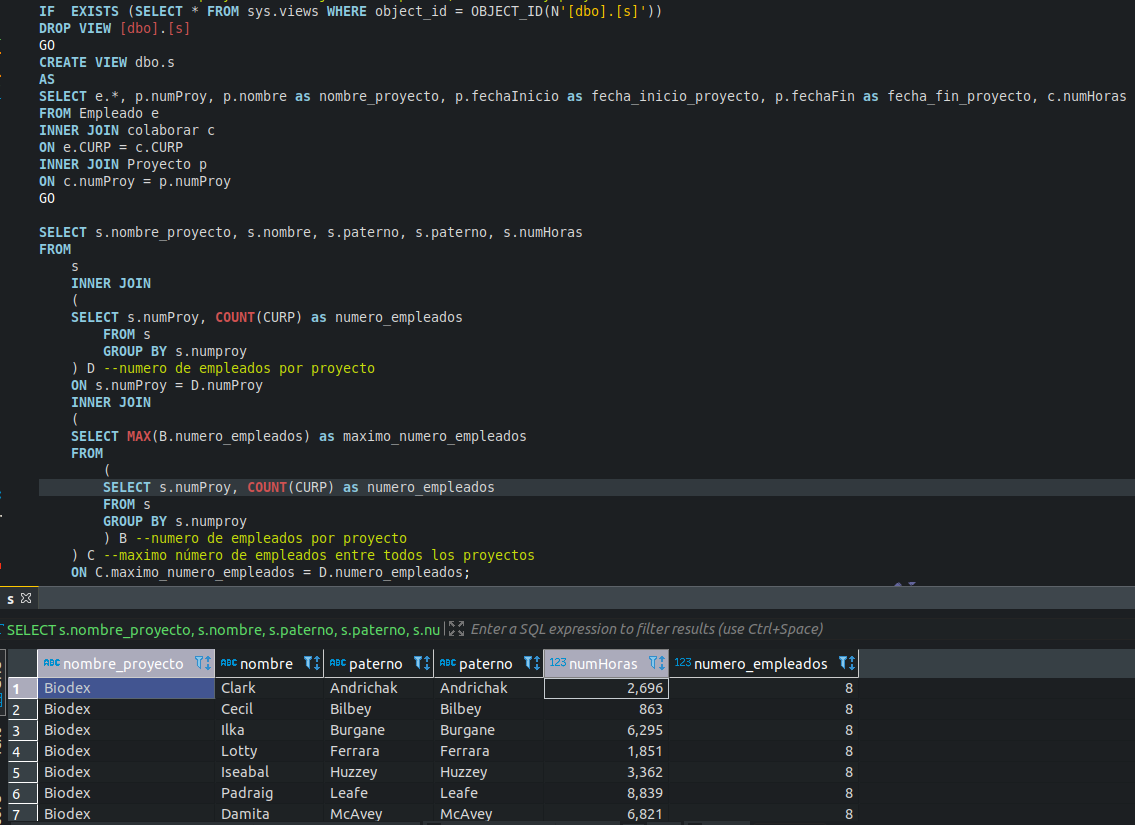 IF  EXISTS (SELECT * FROM sys.views WHERE object_id = OBJECT_ID(N'[dbo].[s]'))
DROP VIEW [dbo].[s]
GO
CREATE VIEW dbo.s
AS
SELECT e.*, p.numProy, p.nombre as nombre_proyecto, p.fechaInicio as fecha_inicio_proyecto, p.fechaFin as fecha_fin_proyecto, c.numHoras
FROM Empleado e
INNER JOIN colaborar c
ON e.CURP = c.CURP
INNER JOIN Proyecto p
ON c.numProy = p.numProy
GO
SELECT s.nombre_proyecto, s.nombre, s.paterno, s.paterno, s.numHoras
FROM
s
INNER JOIN
(
SELECT s.numProy, COUNT(CURP) as numero_empleados
FROM s
GROUP BY s.numproy
) D --numero de empleados por proyecto
ON s.numProy = D.numProy
INNER JOIN
(
SELECT MAX(B.numero_empleados) as maximo_numero_empleados
FROM
(
SELECT s.numProy, COUNT(CURP) as numero_empleados
FROM s
GROUP BY s.numproy
) B --numero de empleados por proyecto
) C --maximo número de empleados entre todos los proyectos
ON C.maximo_numero_empleados = D.numero_empleados;
s
SELECT s.nombre_proyecto, s.nombre, s.paterno, s.paterno, s.nu Enter a SQL expression to filter results (use Ctrl+Space)
ABC nombre_proyecto ABC nombre ABC paterno ABC paterno 123 numHoras 123 numero_empleados
1 Biodex Clark Andrichak Andrichak 2,696 8
2 Biodex Cecil Bilbey Bilbey 863 8
3 Biodex Ilka Burgane Burgane 6,295 8
4 Biodex Lotty Ferrara Ferrara 1,851 8
5 Biodex Iseabal Huzzey Huzzey 3,362 8
6 Biodex Padraig Leafe Leafe 8,839 8
7 Biodex Damita McAvey McAvey 6,821 8